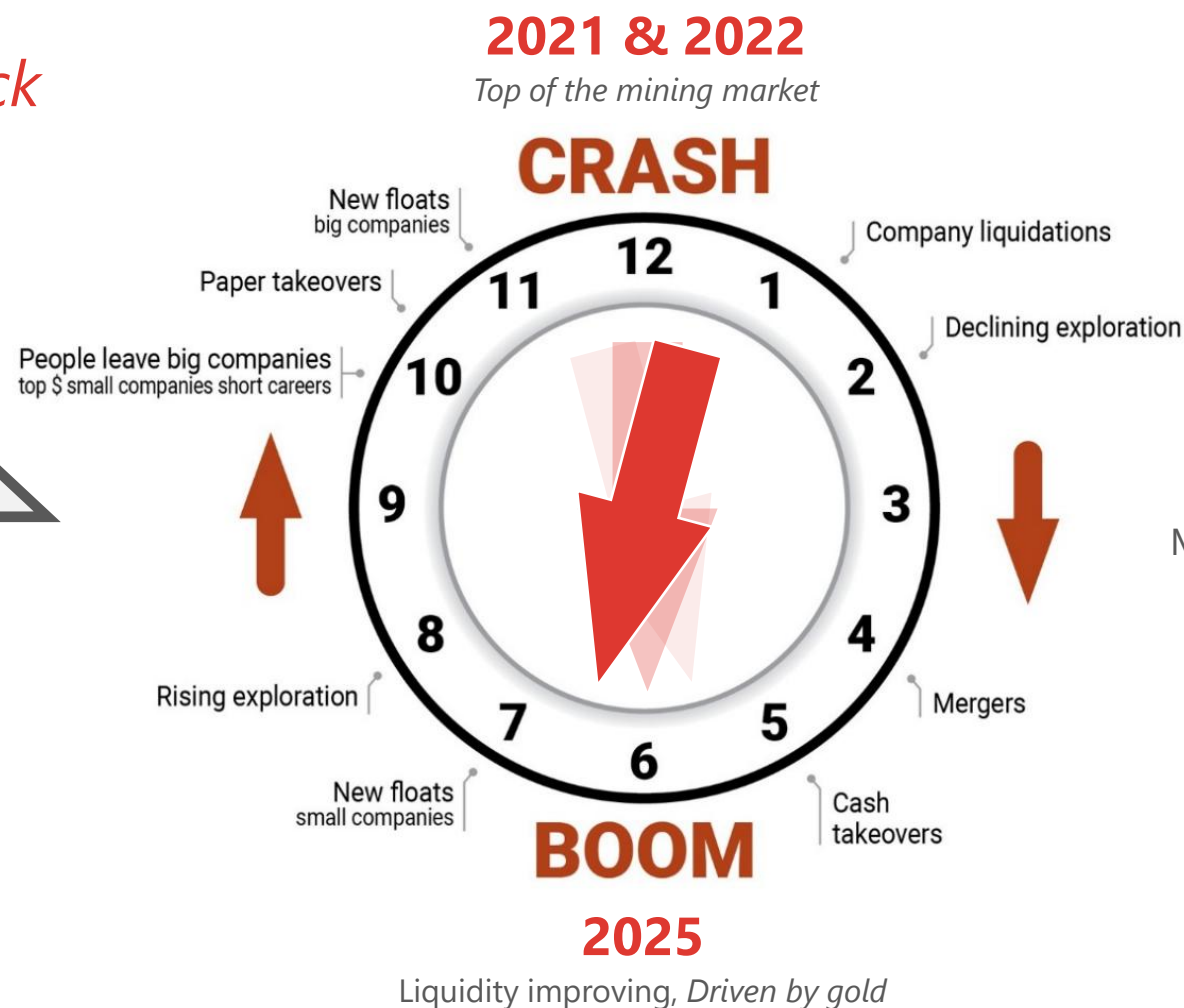 2021 & 2022
Top of the mining market
ck
CRASH
New floats
big companies
Company liquidations
Paper takeovers
Declining exploration
People leave big companies
top $ small companies short careers
12
1
2
3
4
5
6
7
8
9
10
11
Rising exploration
Mergers
New floats
small companies
Cash
takeovers
BOOM
2025
Liquidity improving, Driven by gold